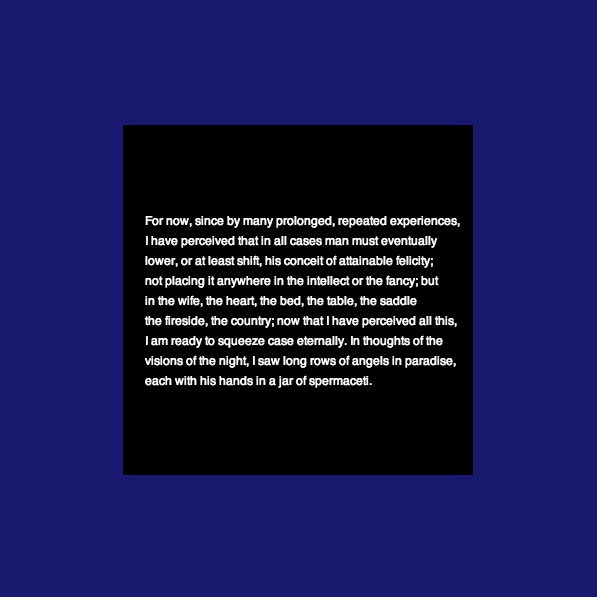 For now, since by many prolonged, repeated experiences,
I have perceived that in all cases man must eventually
lower, or at least shift, his conceit of attainable felicity;
not placing it anywhere in the intellect or the fancy; but
in the wife, the heart, the bed, the table, the saddle
the fireside, the country; now that I have perceived all this,
I am ready to squeeze case eternally. In thoughts of the
visions of the night, I saw long rows of angels in paradise,
each with his hands in a jar of spermaceti.